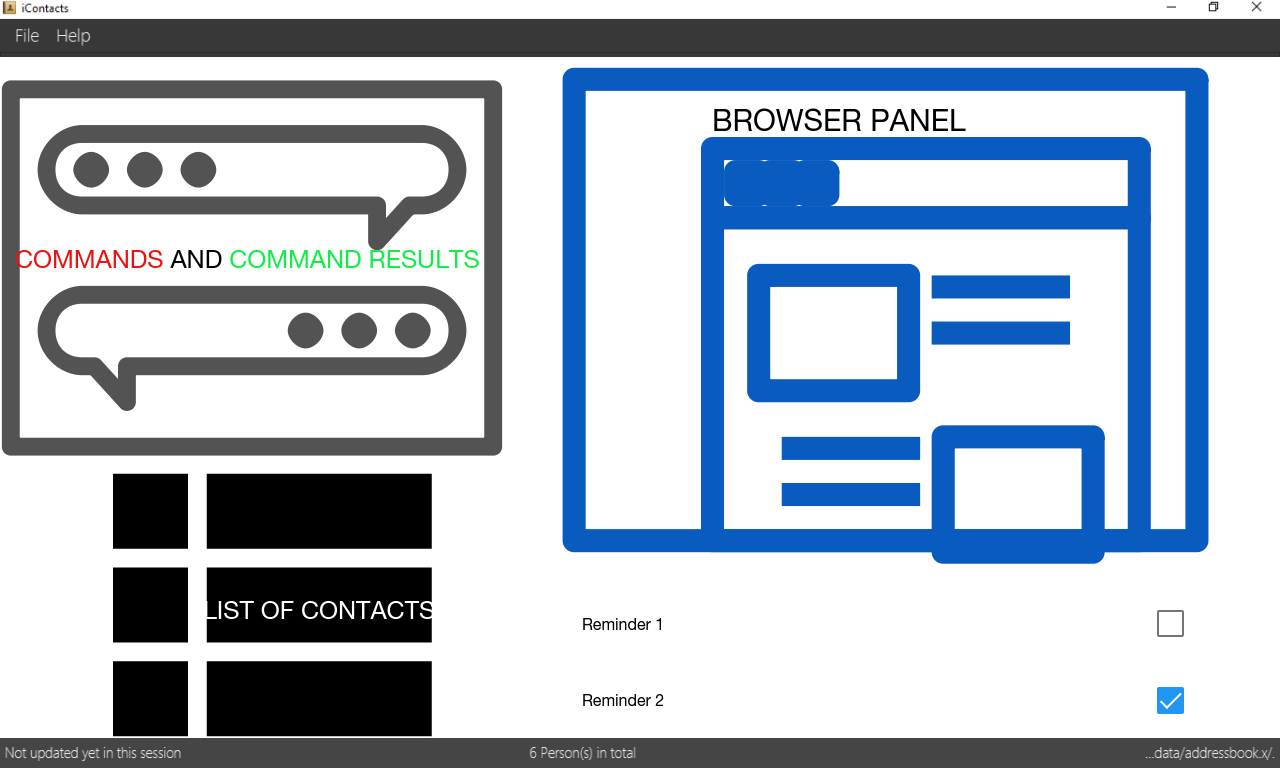 iContacts
File Help
BROWSER PANEL
COMMANDS AND COMMAND RESULTS
LIST OF CONTACTS
Reminder 1
Reminder 2
Not updated yet in this session 6 Person(s) in total ...data/addressbook.x/.